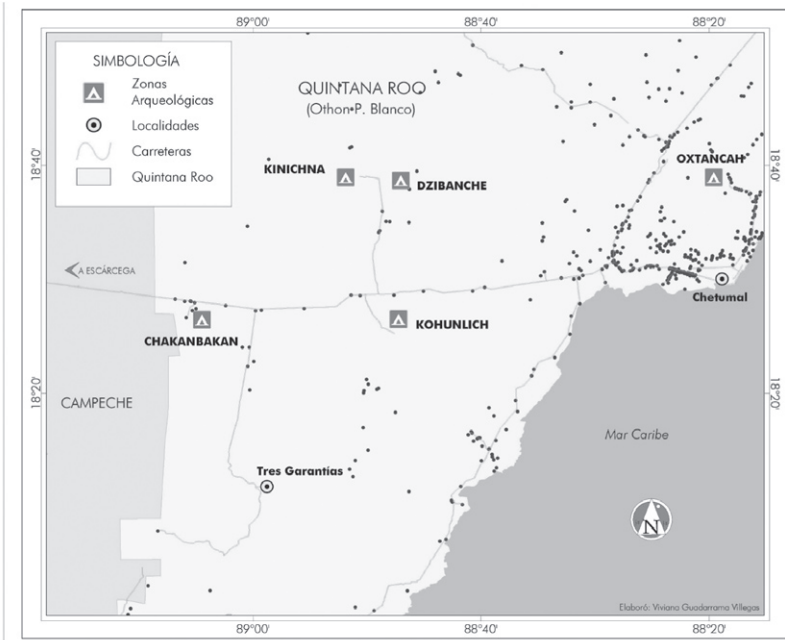 89°00'
88°40'
88°20'
SIMBOLOGÍA
Zonas
Arqueológicas
Localidades
Carreteras
Quintana Roo
QUINTANA ROO
(Othon P. Blanco)
18°40'
18°40'
KINICHNA
DZIBANCHE
OXTANCAH
A ESCÁRCEGA
Chetumal
CHAKANBAKAN
KOHUNLICH
18°20'
18°20'
CAMPECHE
Mar Caribe
Tres Garantías
N
Elaboró: Viviana Guadarrama Villegas
89°00'
88°40'
88°20'